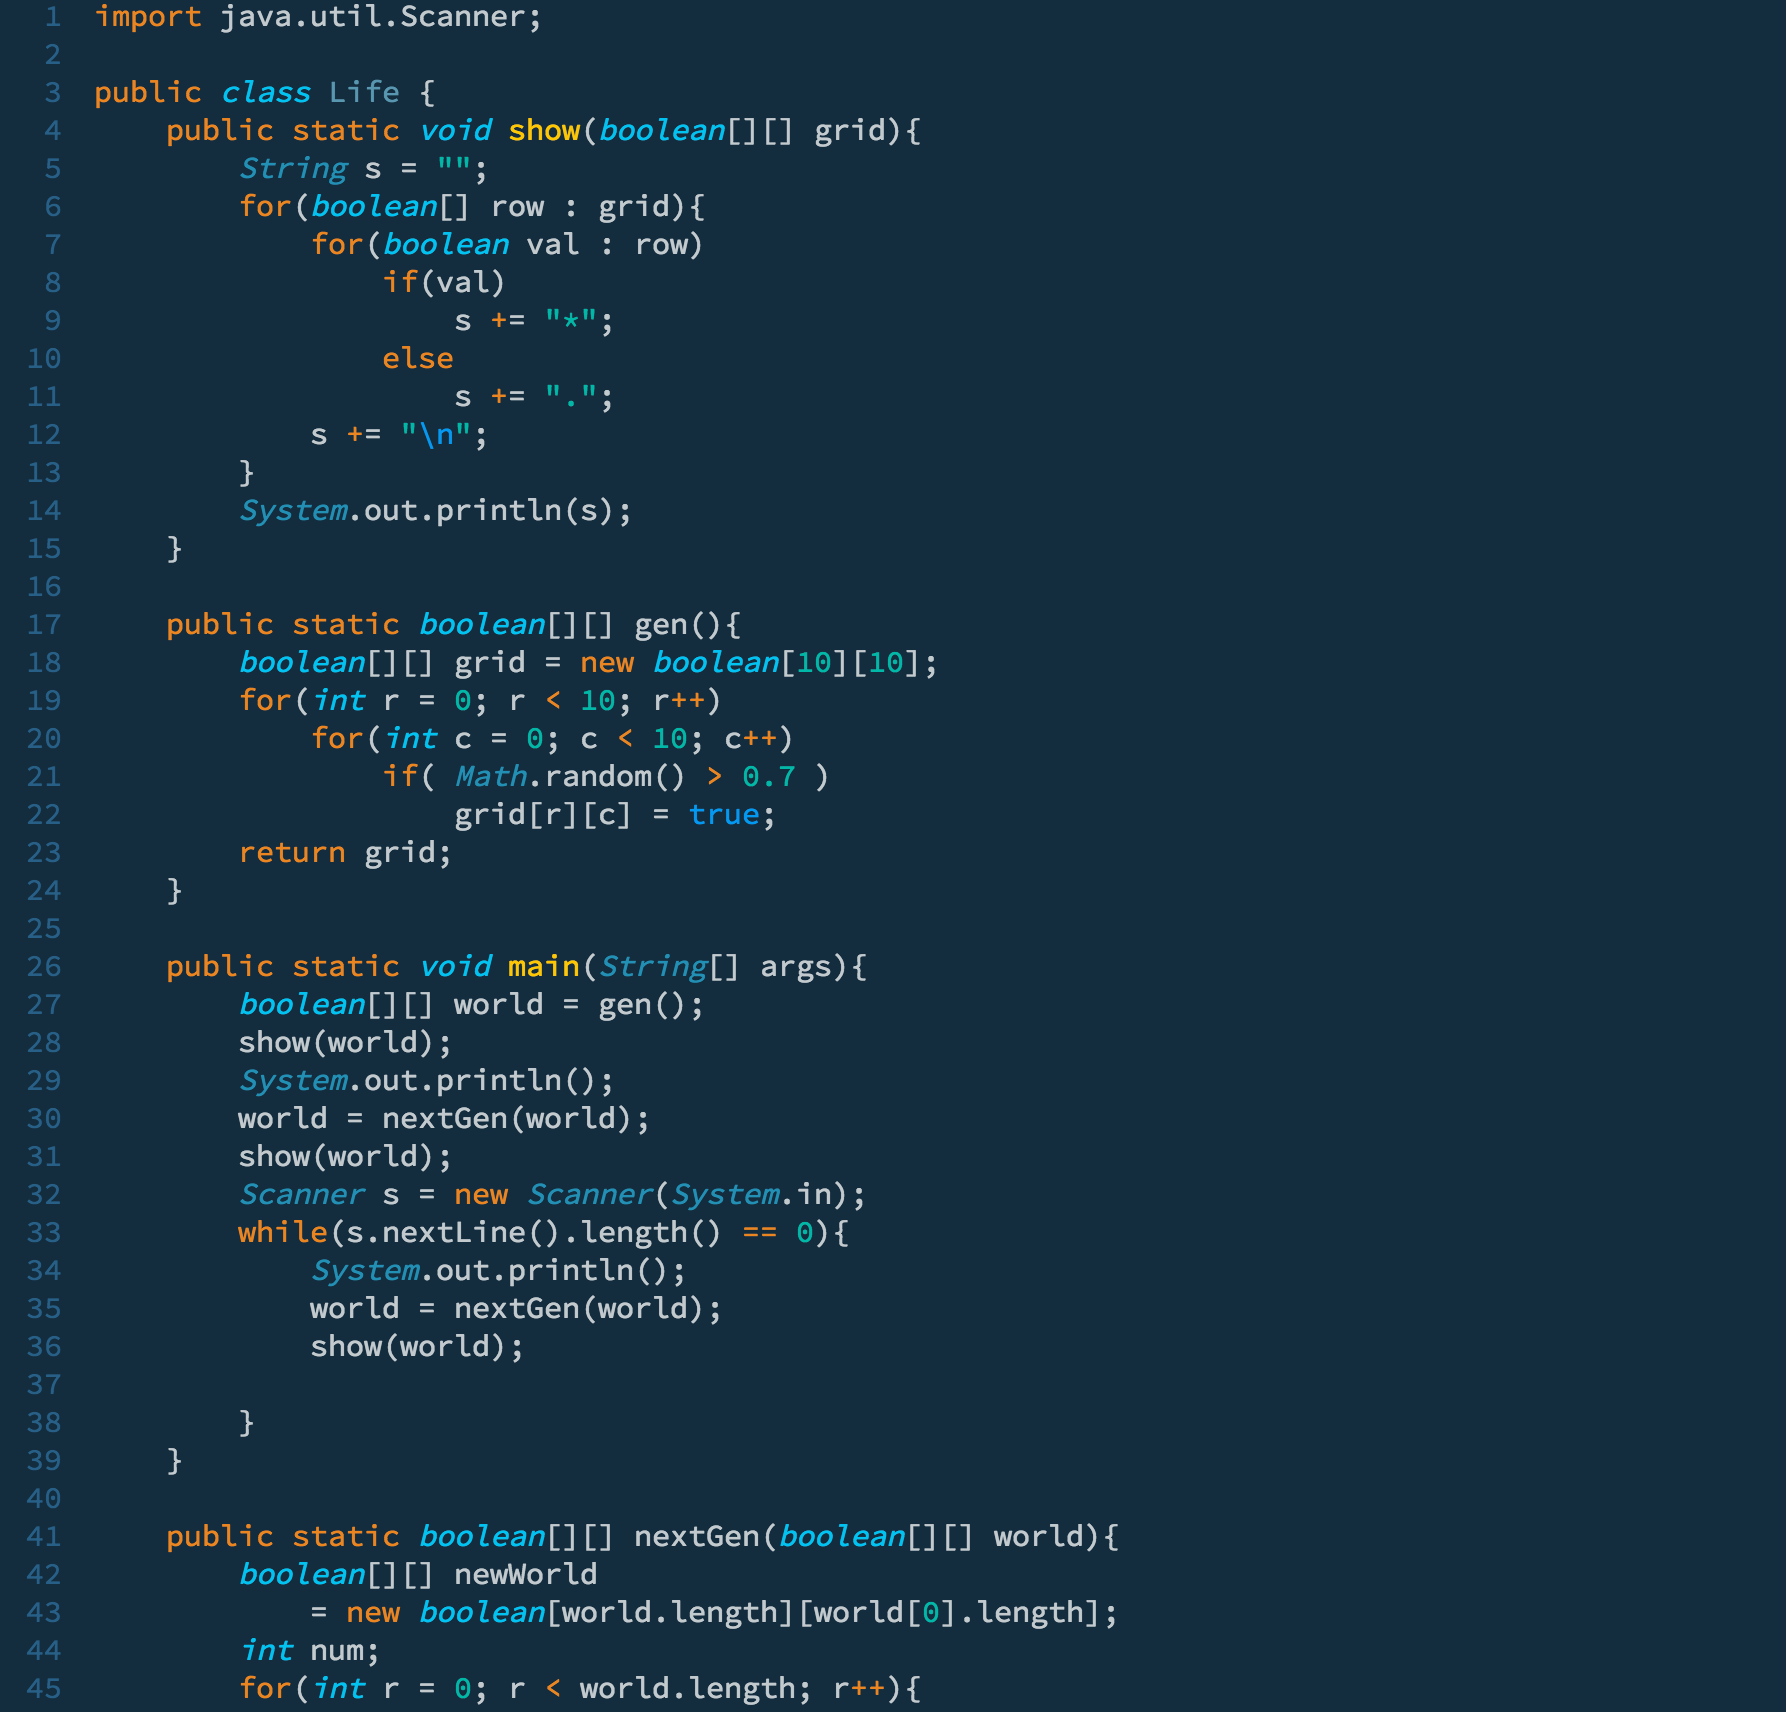 1 import java.util.Scanner;
2
3 public class Life {
4     public static void show(boolean[][] grid){
5         String s = "";
6         for(boolean[] row : grid){
7             for(boolean val : row)
8                 if(val)
9                     s += "*";
10                 else
11                     s += ".";
12             s += "\n";
13         }
14         System.out.println(s);
15     }
16
17     public static boolean[][] gen(){
18         boolean[][] grid = new boolean[10][10];
19         for(int r = 0; r < 10; r++)
20             for(int c = 0; c < 10; c++)
21                 if( Math.random() > 0.7 )
22                     grid[r][c] = true;
23         return grid;
24     }
25
26     public static void main(String[] args){
27         boolean[][] world = gen();
28         show(world);
29         System.out.println();
30         world = nextGen(world);
31         show(world);
32         Scanner s = new Scanner(System.in);
33         while(s.nextLine().length() == 0){
34             System.out.println();
35             world = nextGen(world);
36             show(world);
37
38         }
39     }
40
41     public static boolean[][] nextGen(boolean[][] world){
42         boolean[][] newWorld
43             = new boolean[world.length][world[0].length];
44         int num;
45         for(int r = 0; r < world.length; r++){